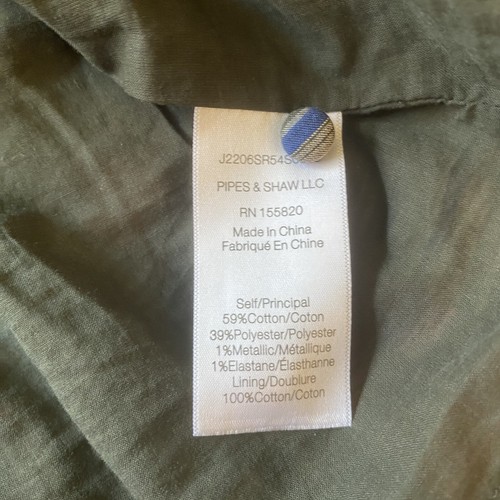 PIPES & SHAW LLC
RN 155820
Made In China
Fabriqué En Chine
Self/Principal
59%Cotton/Coton
39%Polyester/Polyester
1%Metallic/Métallique
1%Elastane/Élasthanne
Lining/Doublure
100%Cotton/Coton